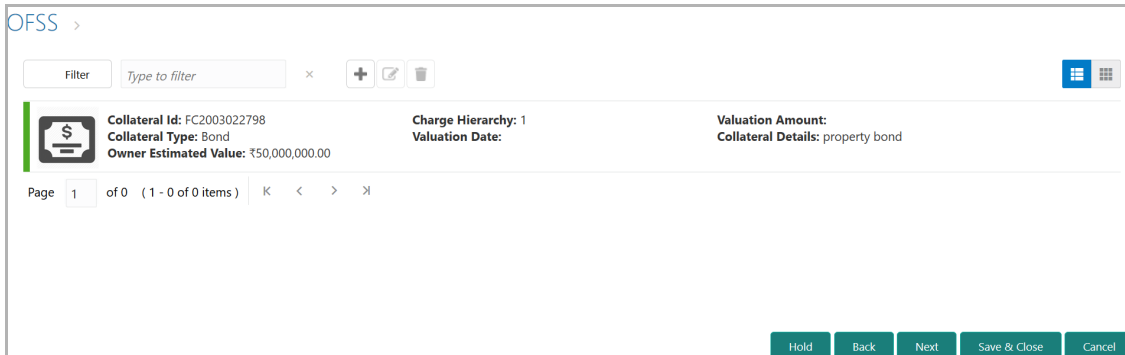 OFSS >
Filter Type to filter ×
Collateral Id: FC2003022798 Charge Hierarchy: 1 Valuation Amount:
Collateral Type: Bond Valuation Date: Collateral Details: property bond
Owner Estimated Value: ₹50,000,000.00
Page 1 of 0 ( 1 - 0 of 0 items )
Hold Back Next Save & Close Cancel